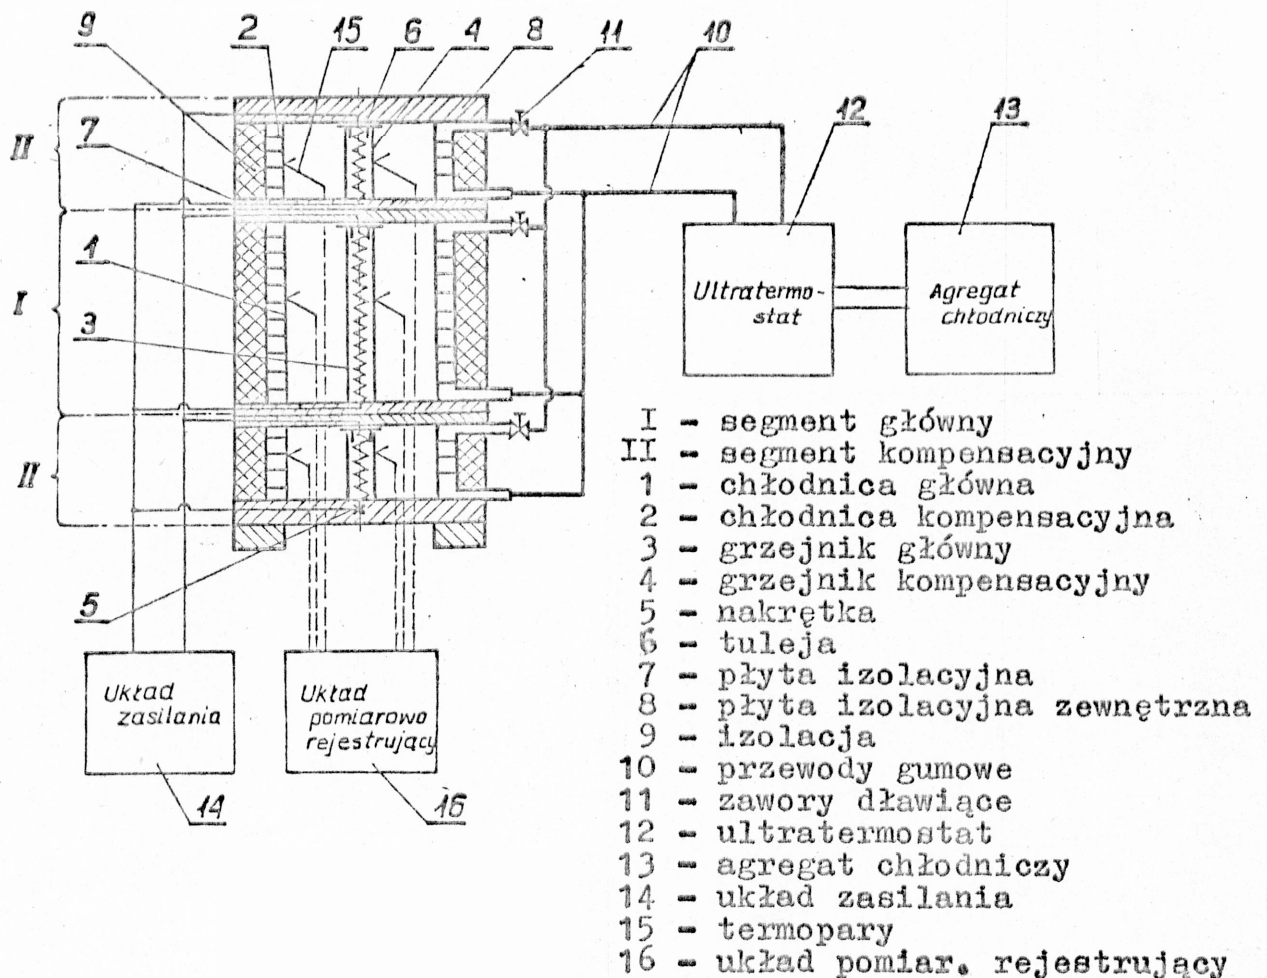 9 2 15 6 4 8 11 10
12 13
II
7
1
I
3
II
5
Ultratermo-
stat
Agregat
chłodniczy
Układ
zasilania
Układ
pomiarowo
rejestrujący
14 16
I - segment główny
II - segment kompensacyjny
1 - chłodnica główna
2 - chłodnica kompensacyjna
3 - grzejnik główny
4 - grzejnik kompensacyjny
5 - nakrętka
6 - tuleja
7 - płyta izolacyjna
8 - płyta izolacyjna zewnętrzna
9 - izolacja
10 - przewody gumowe
11 - zawory dławiące
12 - ultratermostat
13 - agregat chłodniczy
14 - układ zasilania
15 - termopary
16 - układ pomiar. rejestrujący